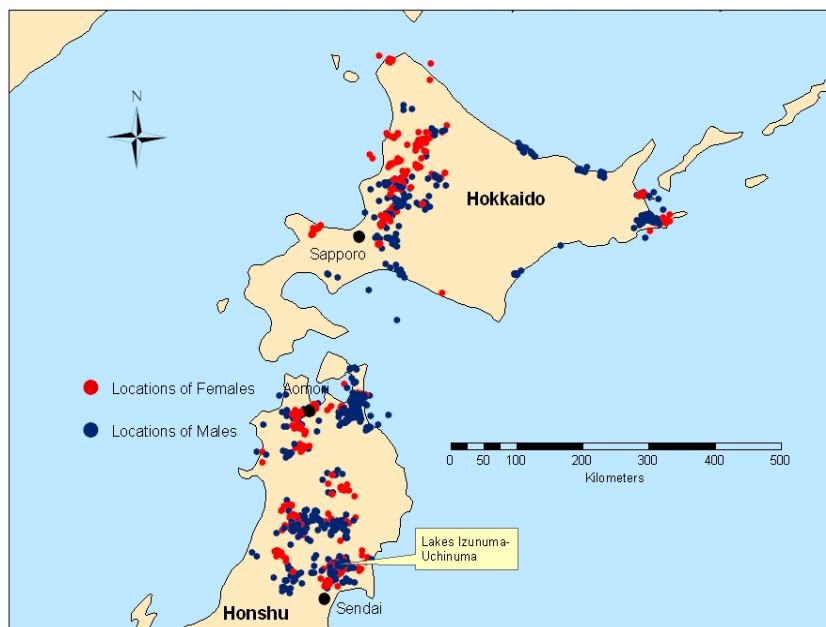 N
Hokkaido
Sapporo
Locations of Females
Aomori
Locations of Males
0 25 50 100 200 300 400 500
Kilometers
Lakes Izunuma-
Uchinuma
Honshu
Sendai